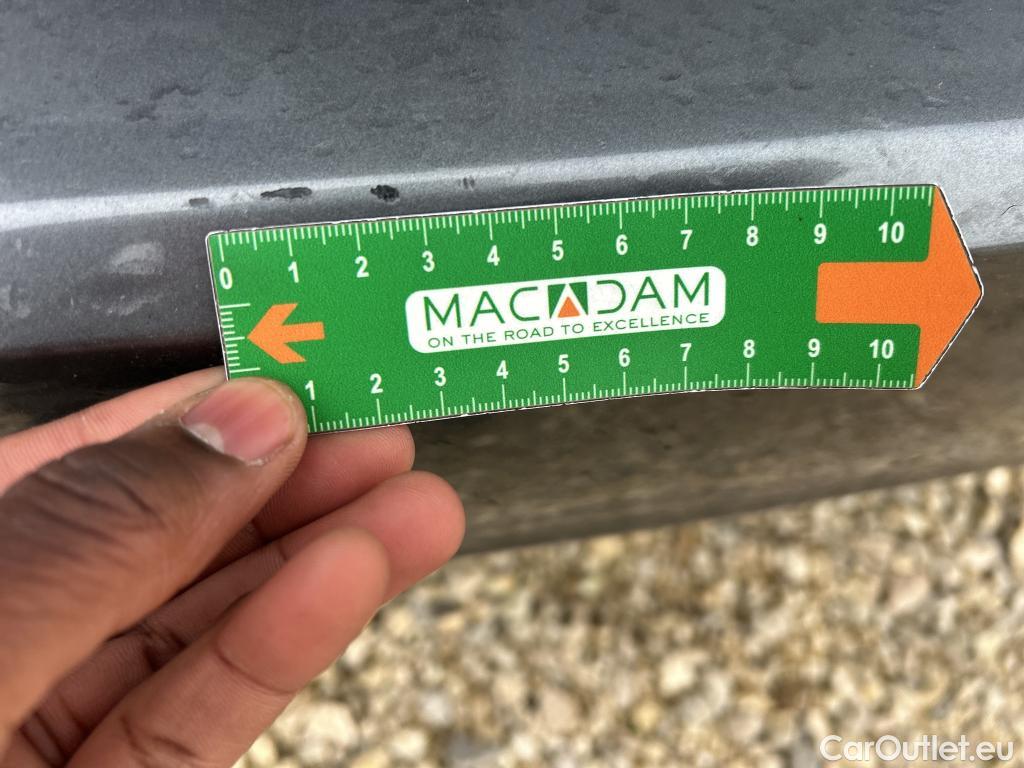 0 1 2 3 4 5 6 7 8 9 10
MACADAM
ON THE ROAD TO EXCELLENCE
1 2 3 4 5 6 7 8 9 10
CarOutlet.eu